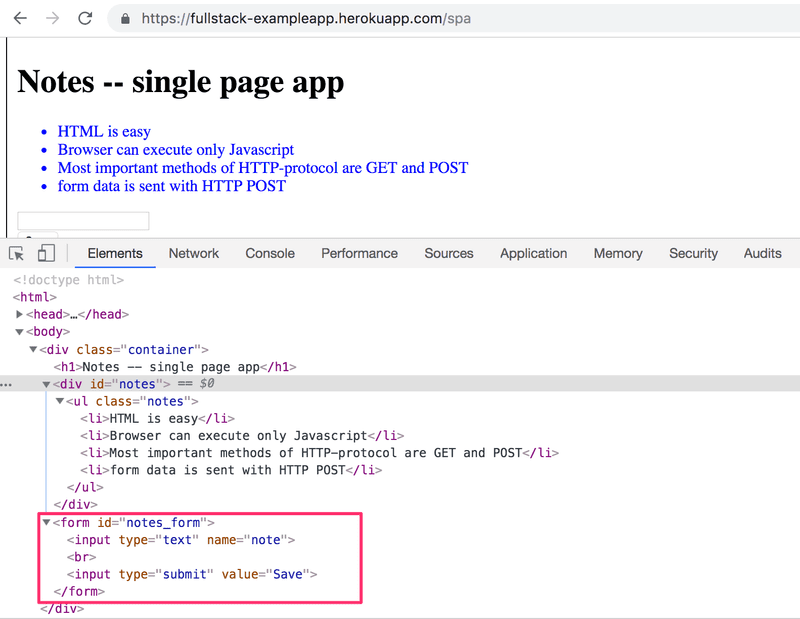 https://fullstack-exampleapp.herokuapp.com/spa
Notes -- single page app
• HTML is easy
• Browser can execute only Javascript
• Most important methods of HTTP-protocol are GET and POST
• form data is sent with HTTP POST
Elements Network Console Performance Sources Application Memory Security Audits
<!doctype html>
<html>
▶<head>…</head>
▼<body>
▼<div class="container">
<h1>Notes -- single page app</h1>
… ▼<div id="notes"> == $0
▼<ul class="notes">
<li>HTML is easy</li>
<li>Browser can execute only Javascript</li>
<li>Most important methods of HTTP-protocol are GET and POST</li>
<li>form data is sent with HTTP POST</li>
</ul>
</div>
▼<form id="notes_form">
<input type="text" name="note">
<br>
<input type="submit" value="Save">
</form>
</div>